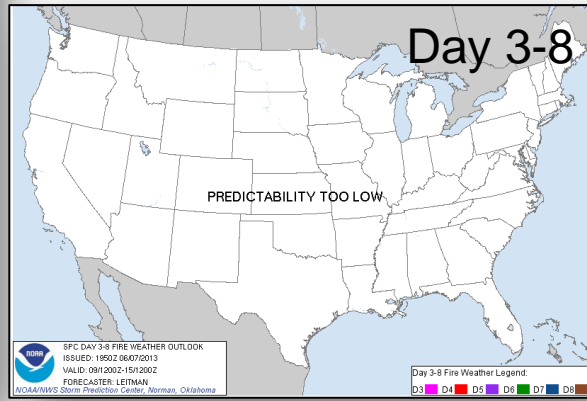 Day 3-8
PREDICTABILITY TOO LOW
NOAA
SPC DAY 3-8 FIRE WEATHER OUTLOOK
ISSUED: 1950Z 06/07/2013
VALID: 09/1200Z-15/1200Z
FORECASTER: LEITMAN
NOAA/NWS Storm Prediction Center, Norman, Oklahoma
Day 3-8 Fire Weather Legend:
D3 D4 D5 D6 D7 D8